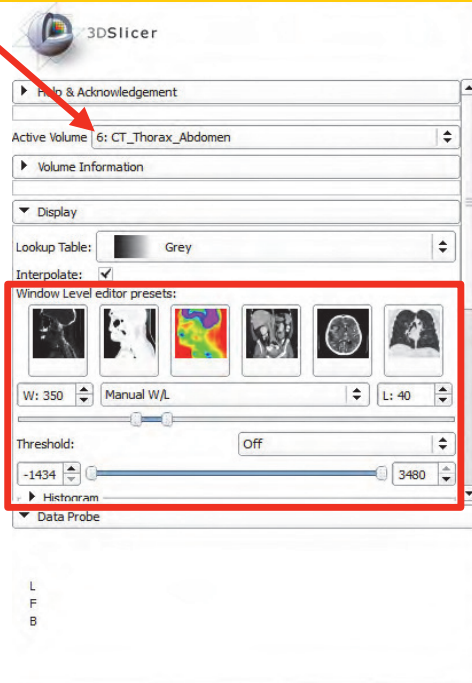 3DSlicer
Help & Acknowledgement
Active Volume 6: CT_Thorax_Abdomen
Volume Information
Display
Lookup Table: Grey
Interpolate:
Window Level editor presets:
W: 350 Manual W/L L: 40
Threshold: Off
-1434 3480
Histogram
Data Probe
L
F
B